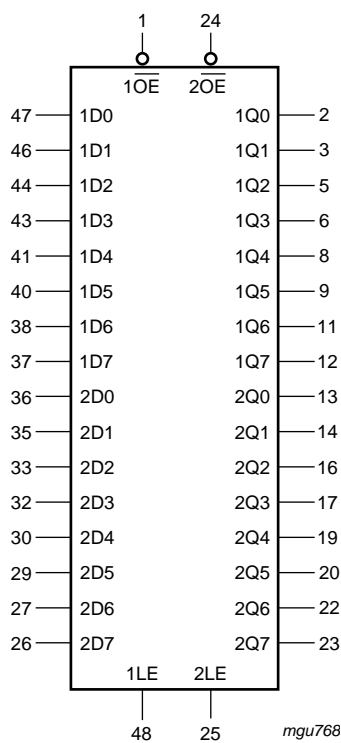 1 24
1O̅E̅ 2O̅E̅
47 1D0 1Q0 2
46 1D1 1Q1 3
44 1D2 1Q2 5
43 1D3 1Q3 6
41 1D4 1Q4 8
40 1D5 1Q5 9
38 1D6 1Q6 11
37 1D7 1Q7 12
36 2D0 2Q0 13
35 2D1 2Q1 14
33 2D2 2Q2 16
32 2D3 2Q3 17
30 2D4 2Q4 19
29 2D5 2Q5 20
27 2D6 2Q6 22
26 2D7 2Q7 23
1LE 2LE
48 25 mgu768